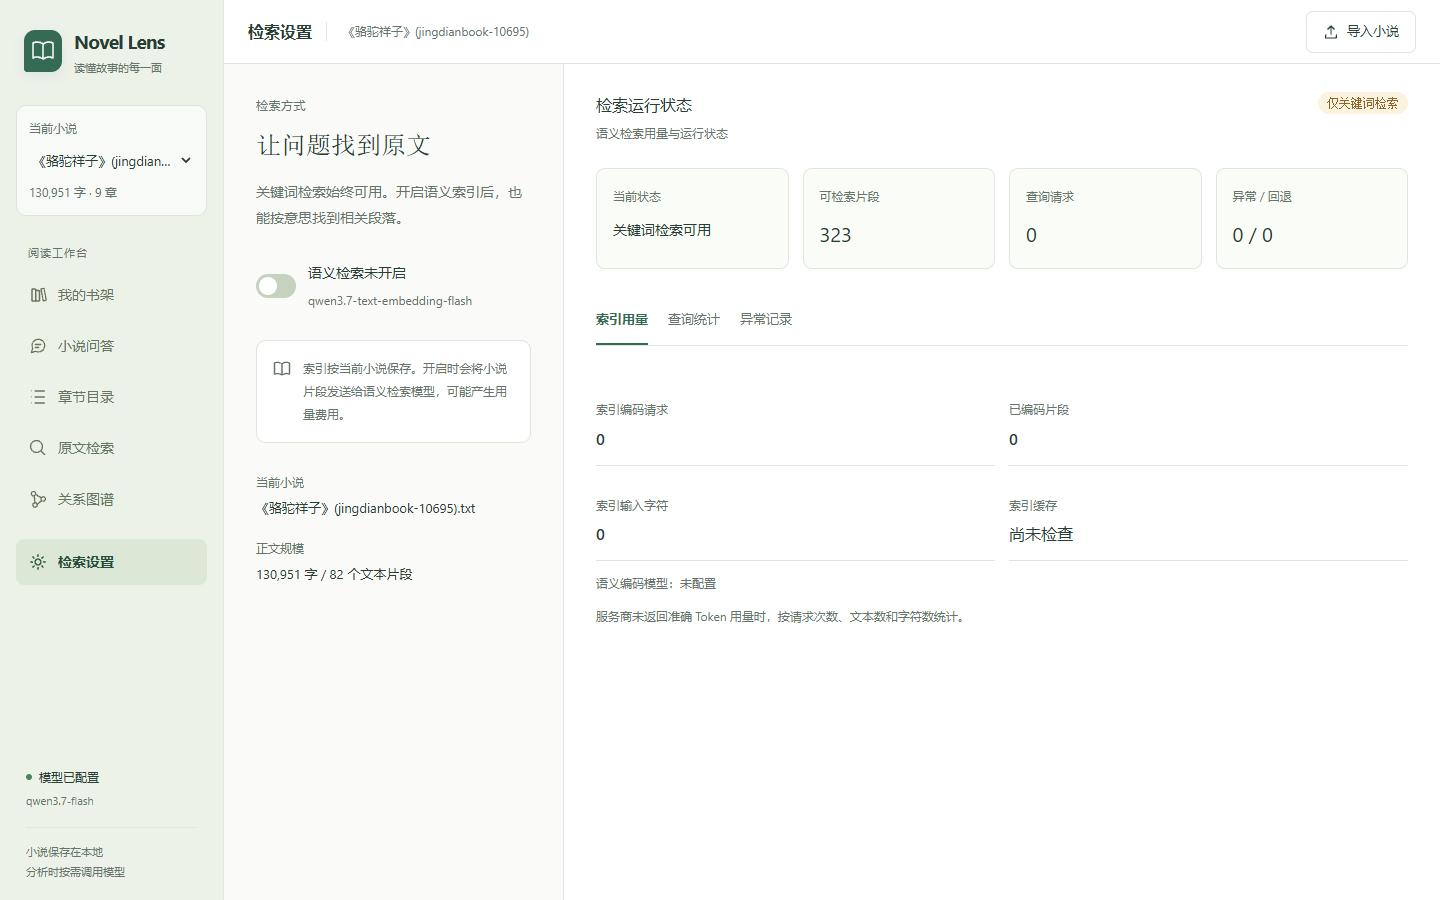 Novel Lens
读懂故事的每一面
当前小说
《骆驼祥子》(jingdian...
130,951 字 · 9 章
阅读工作台
我的书架
小说问答
章节目录
原文检索
关系图谱
检索设置
模型已配置
qwen3.7-flash
小说保存在本地
分析时按需调用模型
检索设置
《骆驼祥子》(jingdianbook-10695)
导入小说
检索方式
让问题找到原文
关键词检索始终可用。开启语义索引后，也
能按意思找到相关段落。
语义检索未开启
qwen3.7-text-embedding-flash
索引按当前小说保存。开启时会将小说
片段发送给语义检索模型，可能产生用
量费用。
当前小说
《骆驼祥子》(jingdianbook-10695).txt
正文规模
130,951 字 / 82 个文本片段
检索运行状态
语义检索用量与运行状态
仅关键词检索
当前状态
关键词检索可用
可检索片段
323
查询请求
0
异常 / 回退
0 / 0
索引用量
查询统计
异常记录
索引编码请求
0
已编码片段
0
索引输入字符
0
索引缓存
尚未检查
语义编码模型：未配置
服务商未返回准确 Token 用量时，按请求次数、文本数和字符数统计。